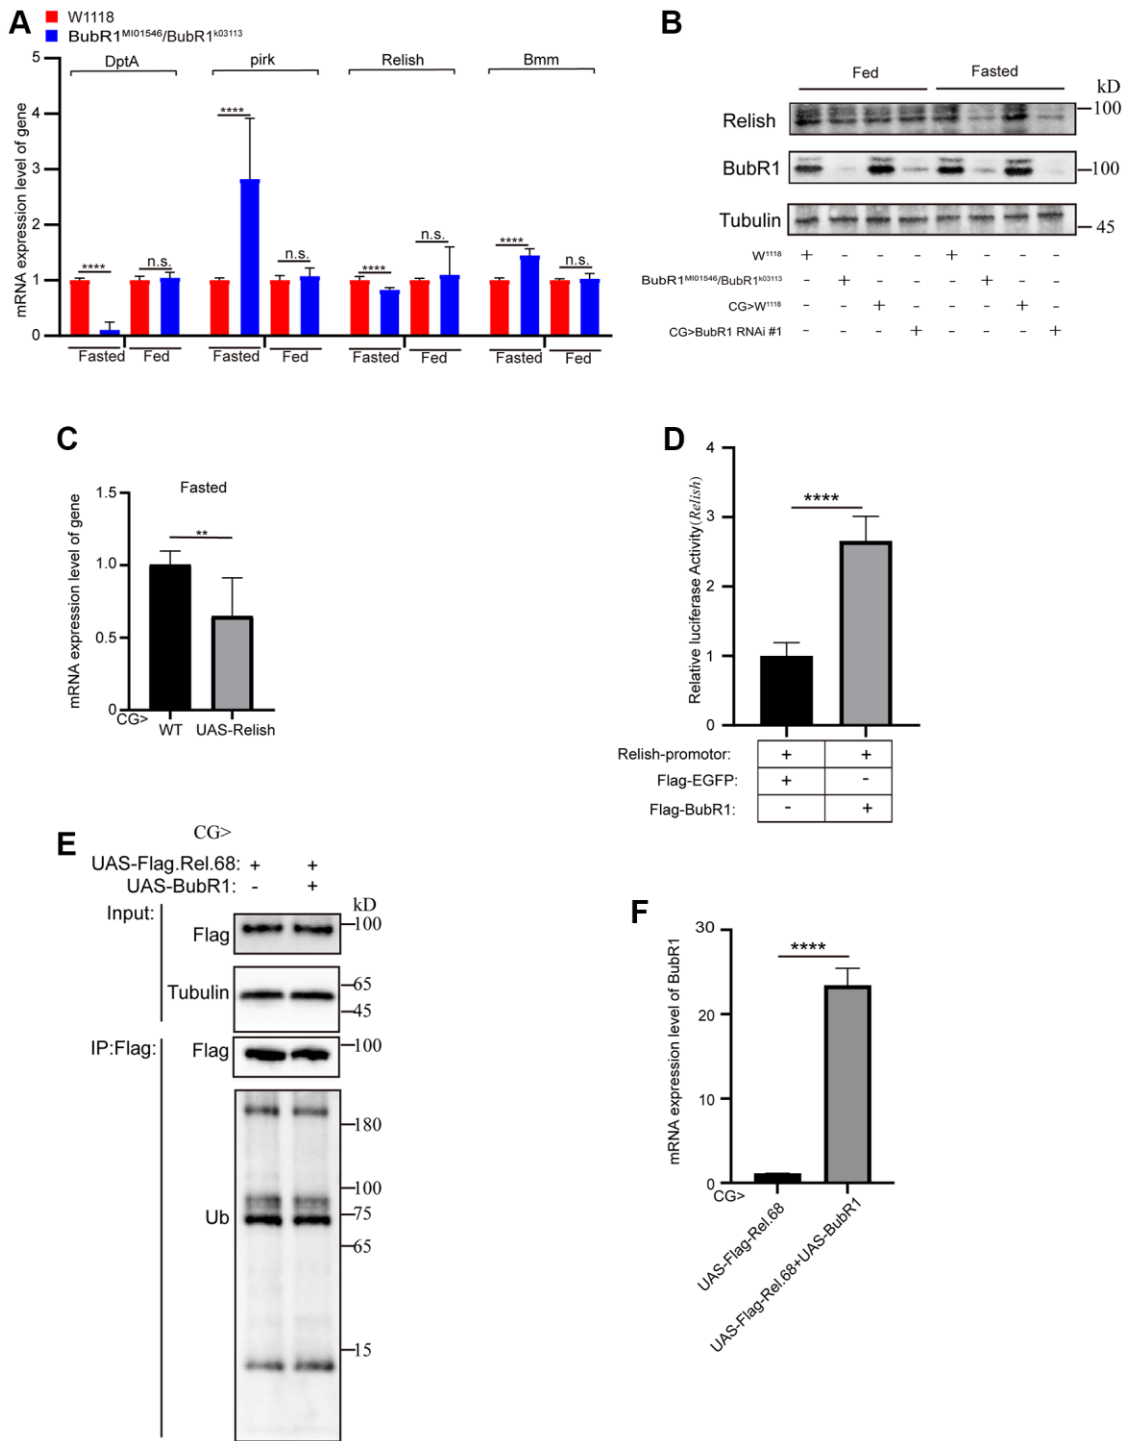 A
W1118
BubR1MI01546/BubR1k03113
mRNA expression level of gene
5
4
3
2
1
0
DptA
pirk
Relish
Bmm
****
n.s.
****
n.s.
****
n.s.
****
n.s.
Fasted
Fed
Fasted
Fed
Fasted
Fed
Fasted
Fed
B
Fed
Fasted
kD
Relish
100
BubR1
100
Tubulin
45
W1118 + - - - + - - -
BubR1MI01546/BubR1k03113 - + - - - + - -
CG>W1118 - - + - - - + -
CG>BubR1 RNAi #1 - - - + - - - +
C
Fasted
mRNA expression level of gene
1.5
1.0
0.5
0
**
CG>
WT
UAS-Relish
D
Relative luciferase Activity(Relish)
4
3
2
1
0
****
Relish-promotor: + +
Flag-EGFP: + -
Flag-BubR1: - +
E
CG>
UAS-Flag.Rel.68: + +
UAS-BubR1: - +
kD
Input:
Flag
100
Tubulin
65
45
IP:Flag:
Flag
100
Ub
180
100
75
65
15
F
mRNA expression level of BubR1
30
20
10
0
****
CG>
UAS-Flag-Rel.68
UAS-Flag-Rel.68+UAS-BubR1